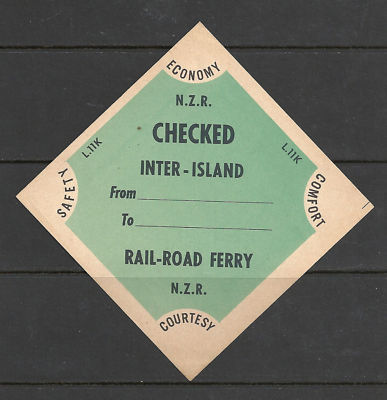 ECONOMY
N.Z.R.
CHECKED
L.11K
L.11K
INTER-ISLAND
SAFETY
COMFORT
From
To
RAIL-ROAD FERRY
N.Z.R.
COURTESY